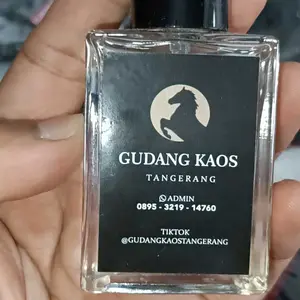 GUDANG KAOS
TANGERANG
ADMIN
0895 - 3219 - 14760
TIKTOK
@GUDANGKAOSTANGERANG